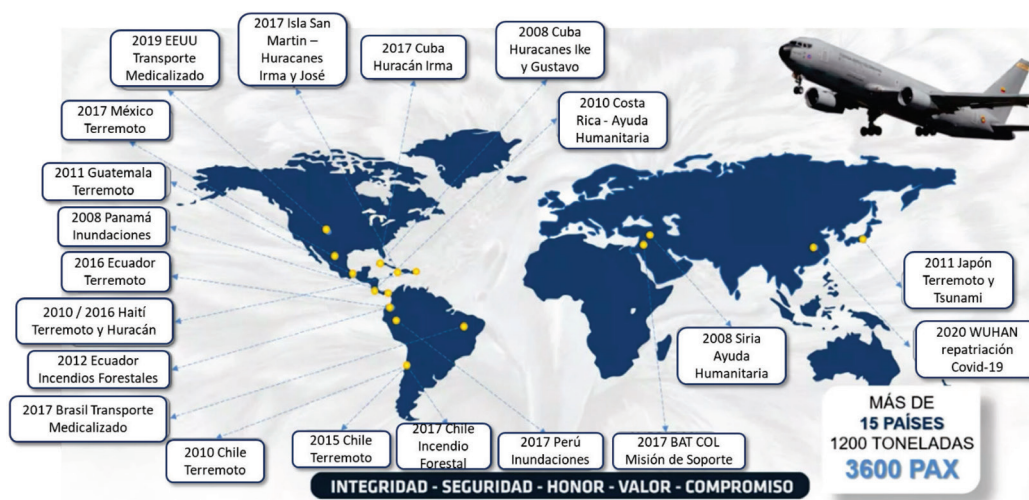 2019 EEUU
Transporte
Medicalizado
2017 Isla San
Martin –
Huracanes
Irma y José
2017 Cuba
Huracán Irma
2008 Cuba
Huracanes Ike
y Gustavo
2017 México
Terremoto
2010 Costa
Rica - Ayuda
Humanitaria
2011 Guatemala
Terremoto
2008 Panamá
Inundaciones
2016 Ecuador
Terremoto
2010 / 2016 Haití
Terremoto y Huracán
2012 Ecuador
Incendios Forestales
2017 Brasil Transporte
Medicalizado
2010 Chile
Terremoto
2015 Chile
Terremoto
2017 Chile
Incendio
Forestal
2017 Perú
Inundaciones
2017 BAT COL
Misión de Soporte
2008 Siria
Ayuda
Humanitaria
2011 Japón
Terremoto y
Tsunami
2020 WUHAN
repatriación
Covid-19
MÁS DE
15 PAÍSES
1200 TONELADAS
3600 PAX
INTEGRIDAD - SEGURIDAD - HONOR - VALOR - COMPROMISO